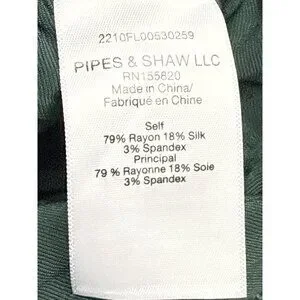 2210FL00530259
PIPES & SHAW LLC
RN155620
Made in China/
Fabriqué en Chine
Self
79% Rayon 18% Silk
3% Spandex
Principal
79 % Rayonne 18% Soie
3% Spandex